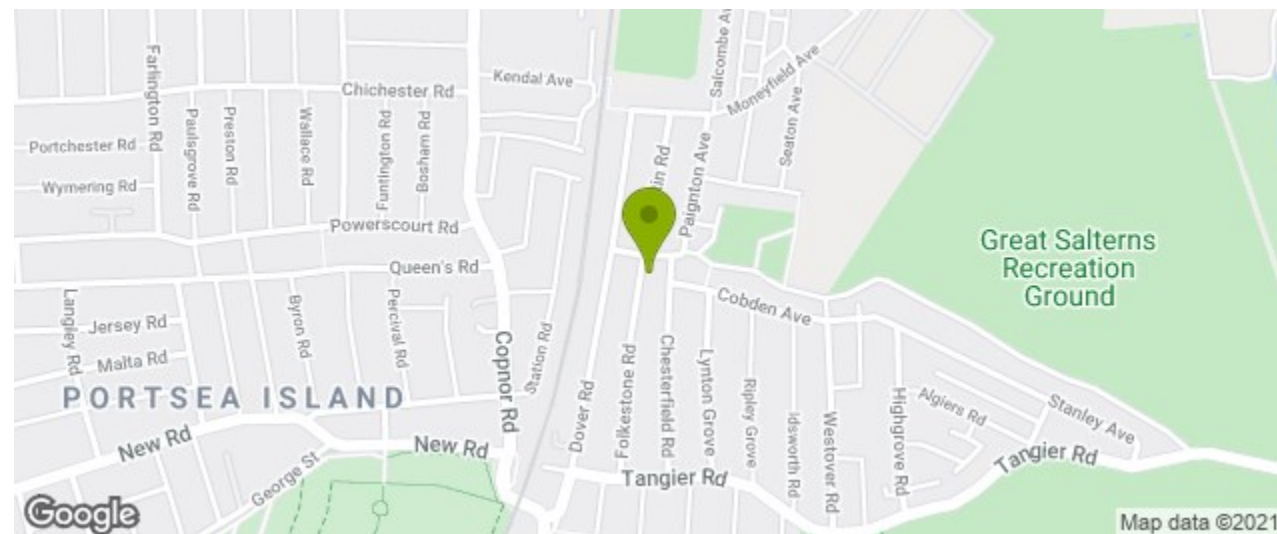 Farlington Rd
Chichester Rd
Kendal Ave
Salcombe Ave
Moneyfield Ave
Portchester Rd
Paulsgrove Rd
Preston Rd
Wallace Rd
Funtington Rd
Bosham Rd
Seaton Ave
Wymering Rd
Paignton Ave
Powerscourt Rd
Queen's Rd
Great Salterns
Recreation
Ground
Langley Rd
Jersey Rd
Byron Rd
Percival Rd
Cobden Ave
Malta Rd
Copnor Rd
Station Rd
PORTSEA ISLAND
Dover Rd
Folkestone Rd
Chesterfield Rd
Lynton Grove
Ripley Grove
Idsworth Rd
Westover Rd
Highgrove Rd
Algiers Rd
Stanley Ave
New Rd
New Rd
George St
Tangier Rd
Tangier Rd
Google
Map data ©2021